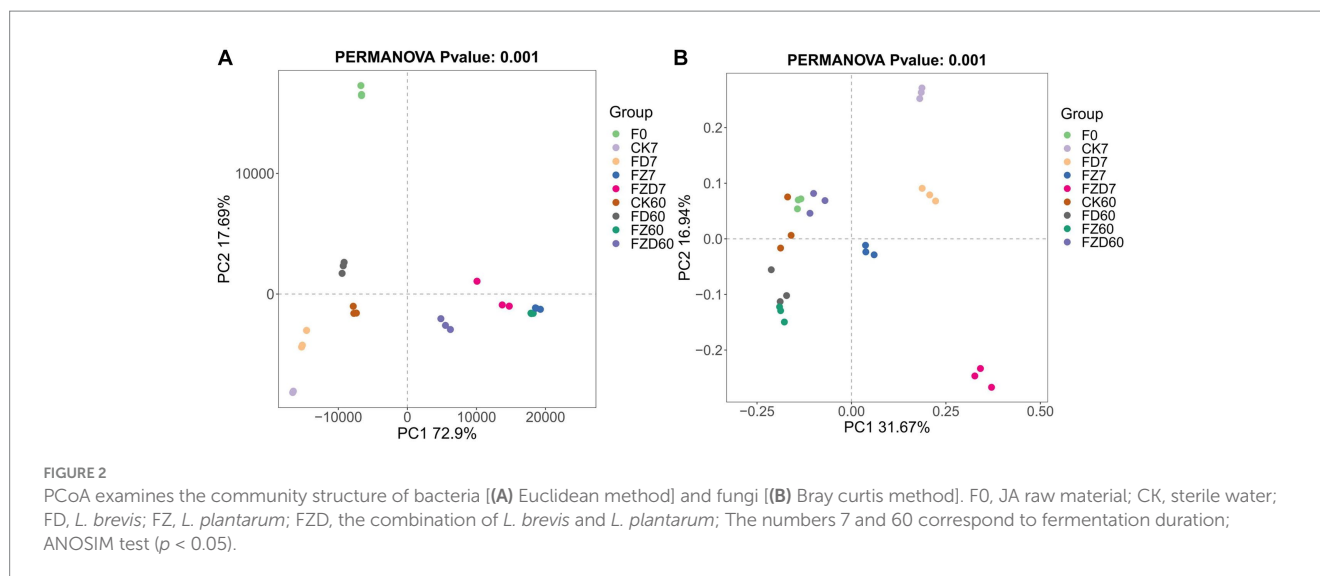 A
PERMANOVA Pvalue: 0.001
PC2 17.69%
10000
0
−10000
0
10000
20000
PC1 72.9%
Group
F0
CK7
FD7
FZ7
FZD7
CK60
FD60
FZ60
FZD60
B
PERMANOVA Pvalue: 0.001
PC2 16.94%
0.2
0.1
0.0
−0.1
−0.2
−0.25
0.00
0.25
0.50
PC1 31.67%
Group
F0
CK7
FD7
FZ7
FZD7
CK60
FD60
FZ60
FZD60
FIGURE 2
PCoA examines the community structure of bacteria [(A) Euclidean method] and fungi [(B) Bray curtis method]. F0, JA raw material; CK, sterile water;
FD, L. brevis; FZ, L. plantarum; FZD, the combination of L. brevis and L. plantarum; The numbers 7 and 60 correspond to fermentation duration;
ANOSIM test (p < 0.05).